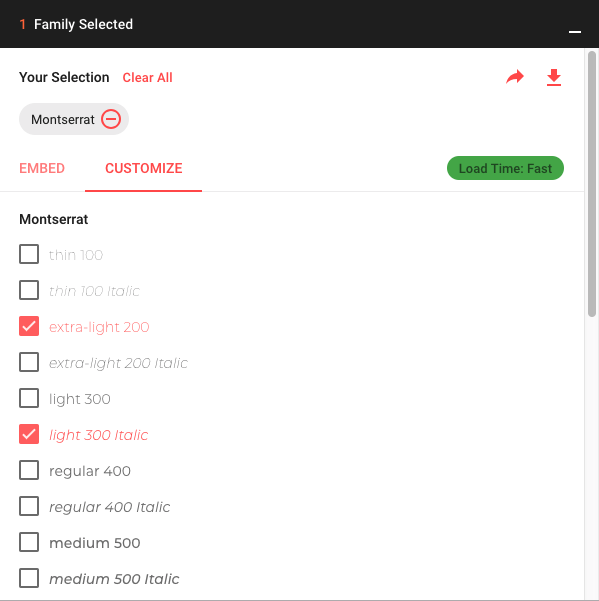 1 Family Selected
Your Selection Clear All
Montserrat
EMBED CUSTOMIZE Load Time: Fast
Montserrat
thin 100
thin 100 Italic
extra-light 200
extra-light 200 Italic
light 300
light 300 Italic
regular 400
regular 400 Italic
medium 500
medium 500 Italic